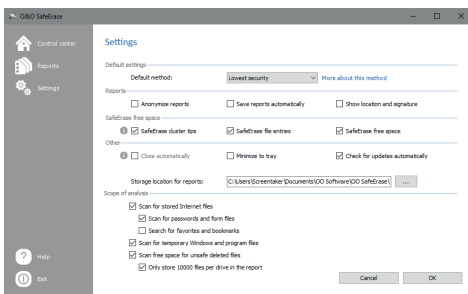 O&O SafeErase
Control center
Reports
Settings
Help
Exit
Settings
Default settings
Default method:
Lowest security
More about this method
Reports
Anonymize reports
Save reports automatically
Show location and signature
SafeErase free space
SafeErase cluster tips
SafeErase file entries
SafeErase free space
Other
Close automatically
Minimize to tray
Check for updates automatically
Storage location for reports:
C:\Users\Screentaker\Documents\OO Software\OO SafeErase\
...
Scope of analysis
Scan for stored Internet files
Scan for passwords and form files
Search for favorites and bookmarks
Scan for temporary Windows and program files
Scan free space for unsafe deleted files
Only store 10000 files per drive in the report
Cancel
OK